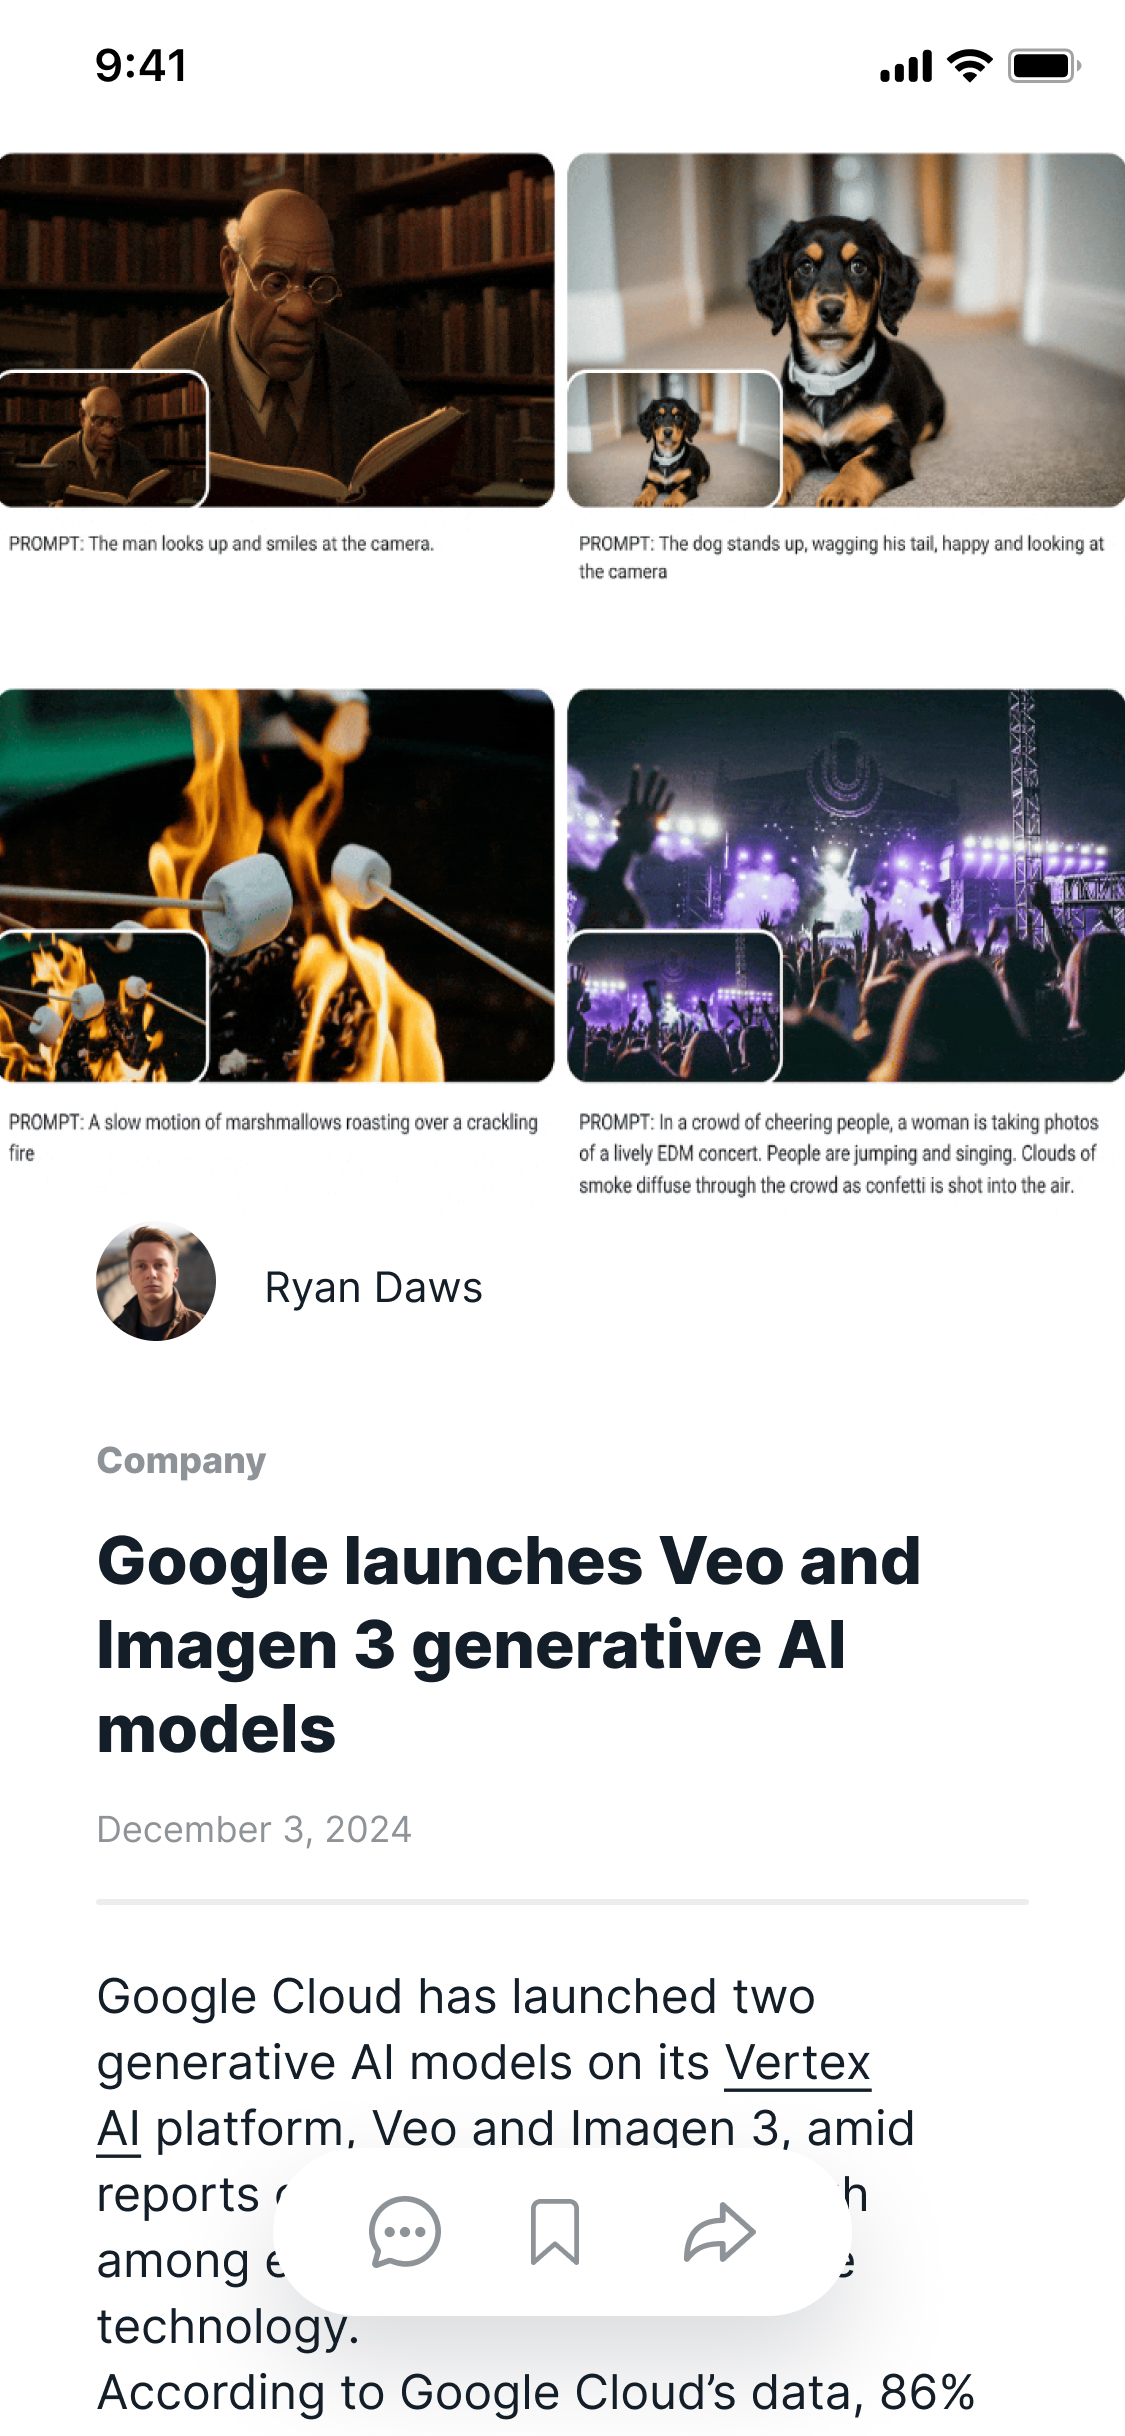 9:41
PROMPT: The man looks up and smiles at the camera.
PROMPT: The dog stands up, wagging his tail, happy and looking at
the camera
PROMPT: A slow motion of marshmallows roasting over a crackling
fire
PROMPT: In a crowd of cheering people, a woman is taking photos
of a lively EDM concert. People are jumping and singing. Clouds of
smoke diffuse through the crowd as confetti is shot into the air.
Ryan Daws
Company
Google launches Veo and
Imagen 3 generative AI
models
December 3, 2024
Google Cloud has launched two
generative AI models on its Vertex
AI platform, Veo and Imagen 3, amid
reports
among
technology.
According to Google Cloud’s data, 86%